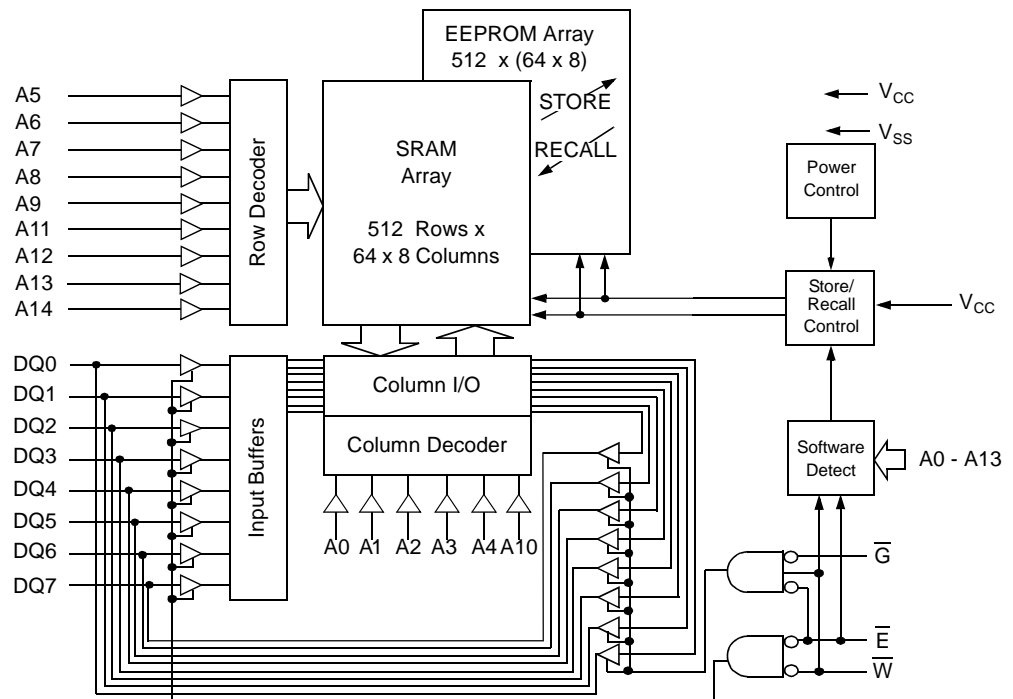 EEPROM Array
512 x (64 x 8)
STORE
RECALL
SRAM
Array
512 Rows x
64 x 8 Columns
A5
A6
A7
A8
A9
A11
A12
A13
A14
Row Decoder
VCC
VSS
Power
Control
Store/
Recall
Control
VCC
DQ0
DQ1
DQ2
DQ3
DQ4
DQ5
DQ6
DQ7
Input Buffers
Column I/O
Column Decoder
A0 A1 A2 A3 A4 A10
Software
Detect
A0 - A13
G̅
E̅
W̅